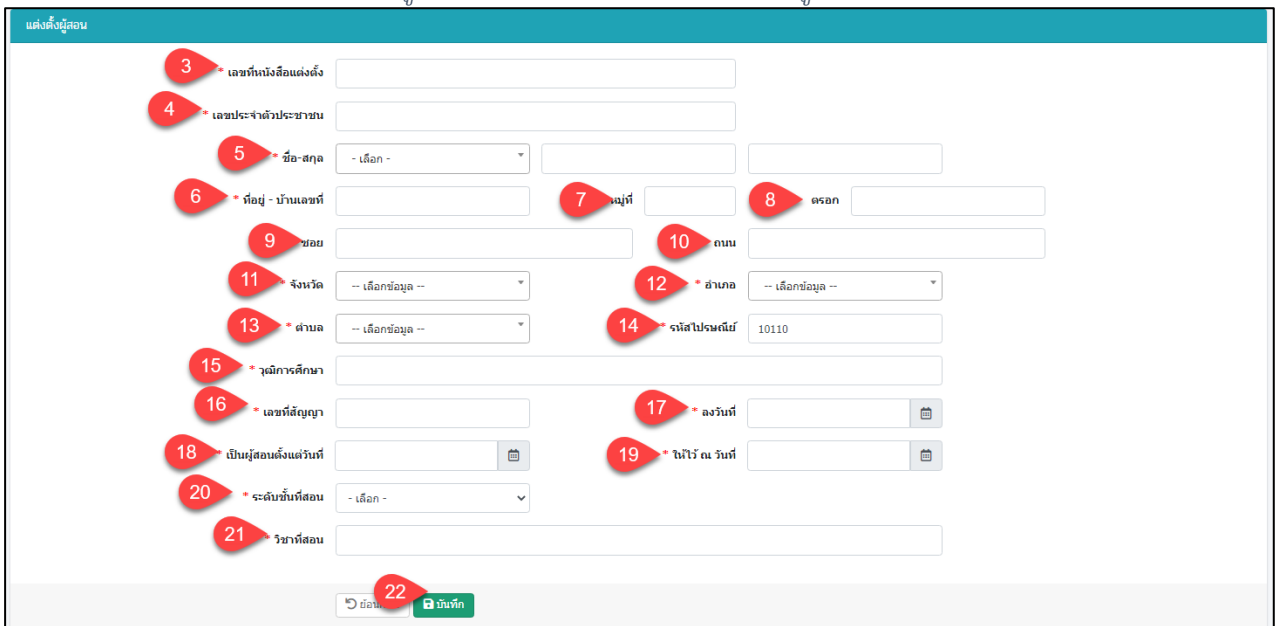 แต่งตั้งผู้สอน
3 * เลขที่หนังสือแต่งตั้ง
4 * เลขประจำตัวประชาชน
5 * ชื่อ-สกุล - เลือก -
6 * ที่อยู่ - บ้านเลขที่ 7 หมู่ที่ 8 ตรอก
9 ซอย 10 ถนน
11 * จังหวัด -- เลือกข้อมูล -- 12 * อำเภอ -- เลือกข้อมูล --
13 * ตำบล -- เลือกข้อมูล -- 14 * รหัสไปรษณีย์ 10110
15 * วุฒิการศึกษา
16 * เลขที่สัญญา 17 * ลงวันที่
18 * เป็นผู้สอนตั้งแต่วันที่ 19 * ให้ไว้ ณ วันที่
20 * ระดับชั้นที่สอน - เลือก -
21 * วิชาที่สอน
22 บันทึก